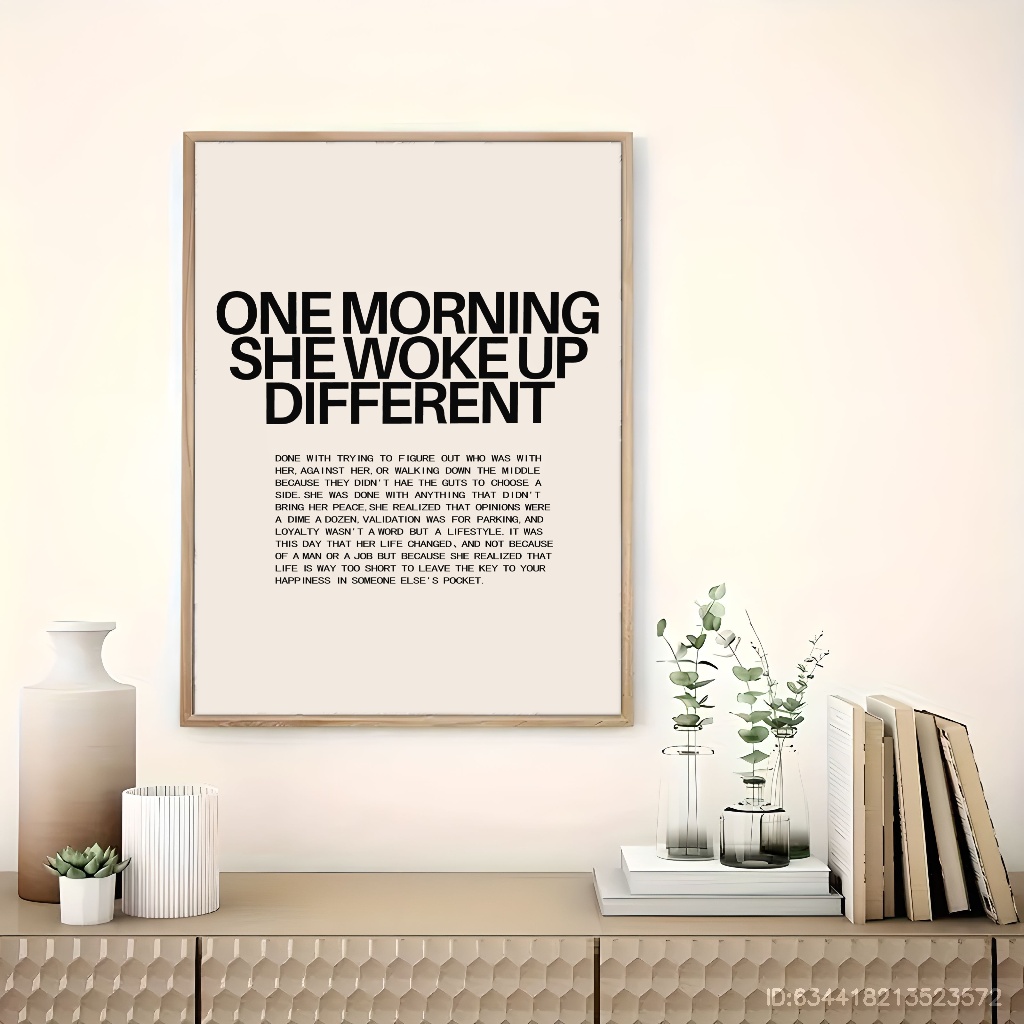 ONE MORNING
SHE WOKE UP
DIFFERENT
DONE WITH TRYING TO FIGURE OUT WHO WAS WITH
HER, AGAINST HER, OR WALKING DOWN THE MIDDLE
BECAUSE THEY DIDN'T HAE THE GUTS TO CHOOSE A
SIDE. SHE WAS DONE WITH ANYTHING THAT DIDN'T
BRING HER PEACE, SHE REALIZED THAT OPINIONS WERE
A DIME A DOZEN, VALIDATION WAS FOR PARKING, AND
LOYALTY WASN'T A WORD BUT A LIFESTYLE. IT WAS
THIS DAY THAT HER LIFE CHANGED, AND NOT BECAUSE
OF A MAN OR A JOB BUT BECAUSE SHE REALIZED THAT
LIFE IS WAY TOO SHORT TO LEAVE THE KEY TO YOUR
HAPPINESS IN SOMEONE ELSE'S POCKET.
ID:634418213523572